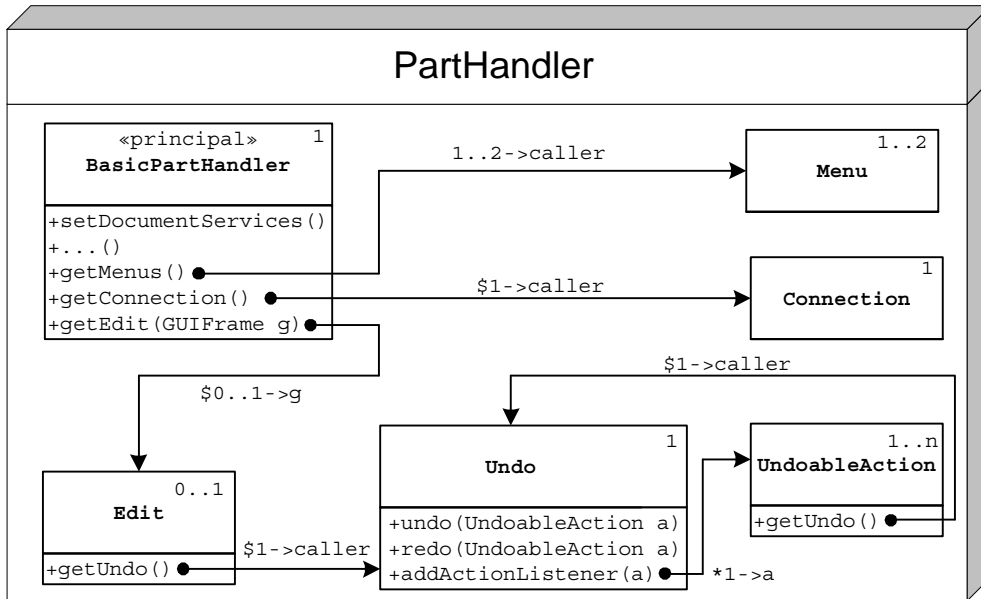 PartHandler
«principal» 1
BasicPartHandler
+setDocumentServices()
+...()
+getMenus()
+getConnection()
+getEdit(GUIFrame g)
1..2->caller
1..2
Menu
$1->caller
1
Connection
$0..1->g
$1->caller
0..1
Edit
+getUndo()
$1->caller
1
Undo
+undo(UndoableAction a)
+redo(UndoableAction a)
+addActionListener(a)
*1->a
1..n
UndoableAction
+getUndo()